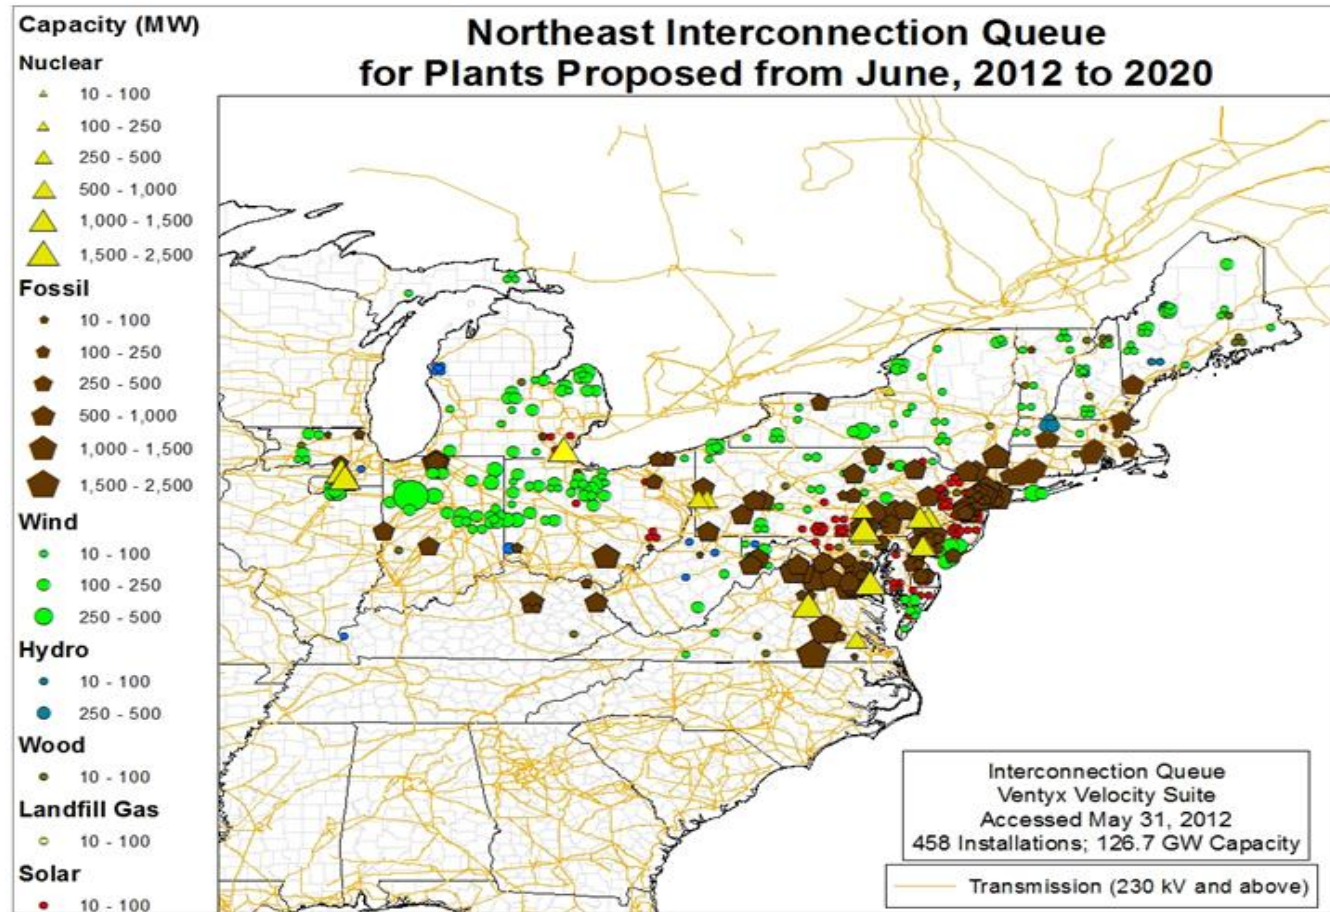 Northeast Interconnection Queue
for Plants Proposed from June, 2012 to 2020
Capacity (MW)
Nuclear
10 - 100
100 - 250
250 - 500
500 - 1,000
1,000 - 1,500
1,500 - 2,500
Fossil
10 - 100
100 - 250
250 - 500
500 - 1,000
1,000 - 1,500
1,500 - 2,500
Wind
10 - 100
100 - 250
250 - 500
Hydro
10 - 100
250 - 500
Wood
10 - 100
Landfill Gas
10 - 100
Solar
10 - 100
Interconnection Queue
Ventyx Velocity Suite
Accessed May 31, 2012
458 Installations; 126.7 GW Capacity
Transmission (230 kV and above)